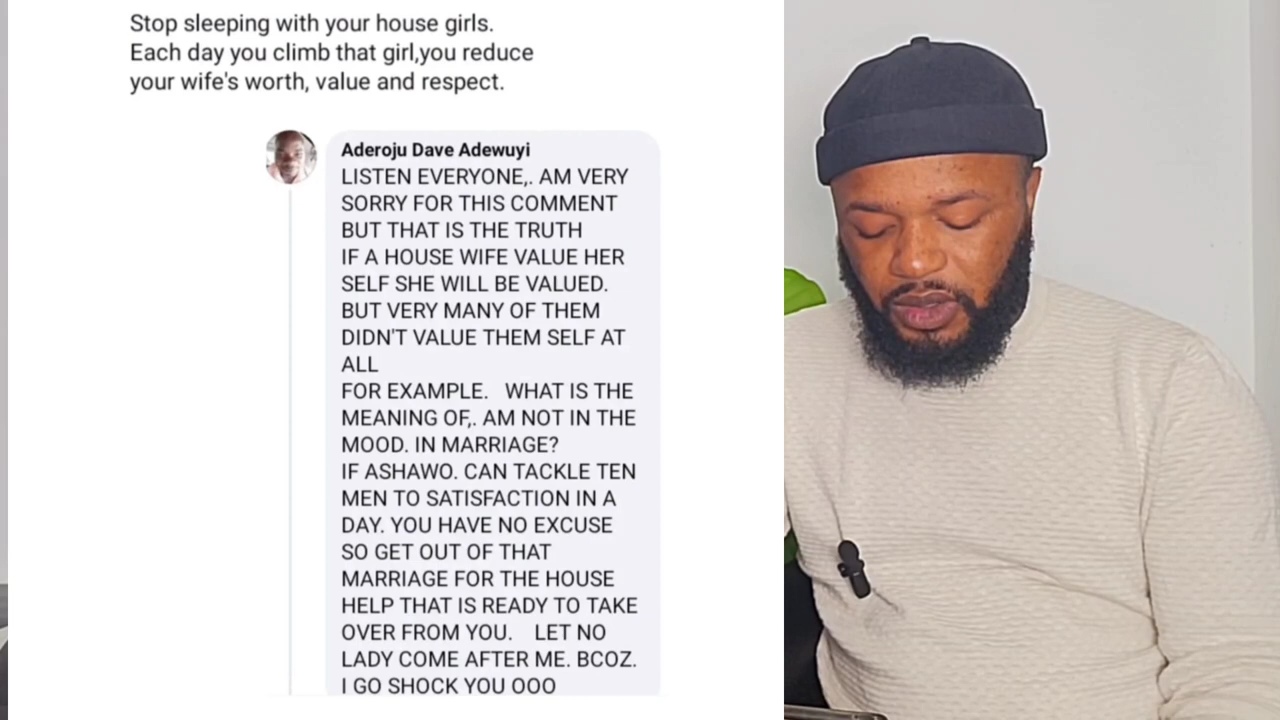 Stop sleeping with your house girls.
Each day you climb that girl,you reduce
your wife's worth, value and respect.
Aderoju Dave Adewuyi
LISTEN EVERYONE,. AM VERY
SORRY FOR THIS COMMENT
BUT THAT IS THE TRUTH
IF A HOUSE WIFE VALUE HER
SELF SHE WILL BE VALUED.
BUT VERY MANY OF THEM
DIDN'T VALUE THEM SELF AT
ALL
FOR EXAMPLE. WHAT IS THE
MEANING OF,. AM NOT IN THE
MOOD. IN MARRIAGE?
IF ASHAWO. CAN TACKLE TEN
MEN TO SATISFACTION IN A
DAY. YOU HAVE NO EXCUSE
SO GET OUT OF THAT
MARRIAGE FOR THE HOUSE
HELP THAT IS READY TO TAKE
OVER FROM YOU. LET NO
LADY COME AFTER ME. BCOZ.
I GO SHOCK YOU OOO